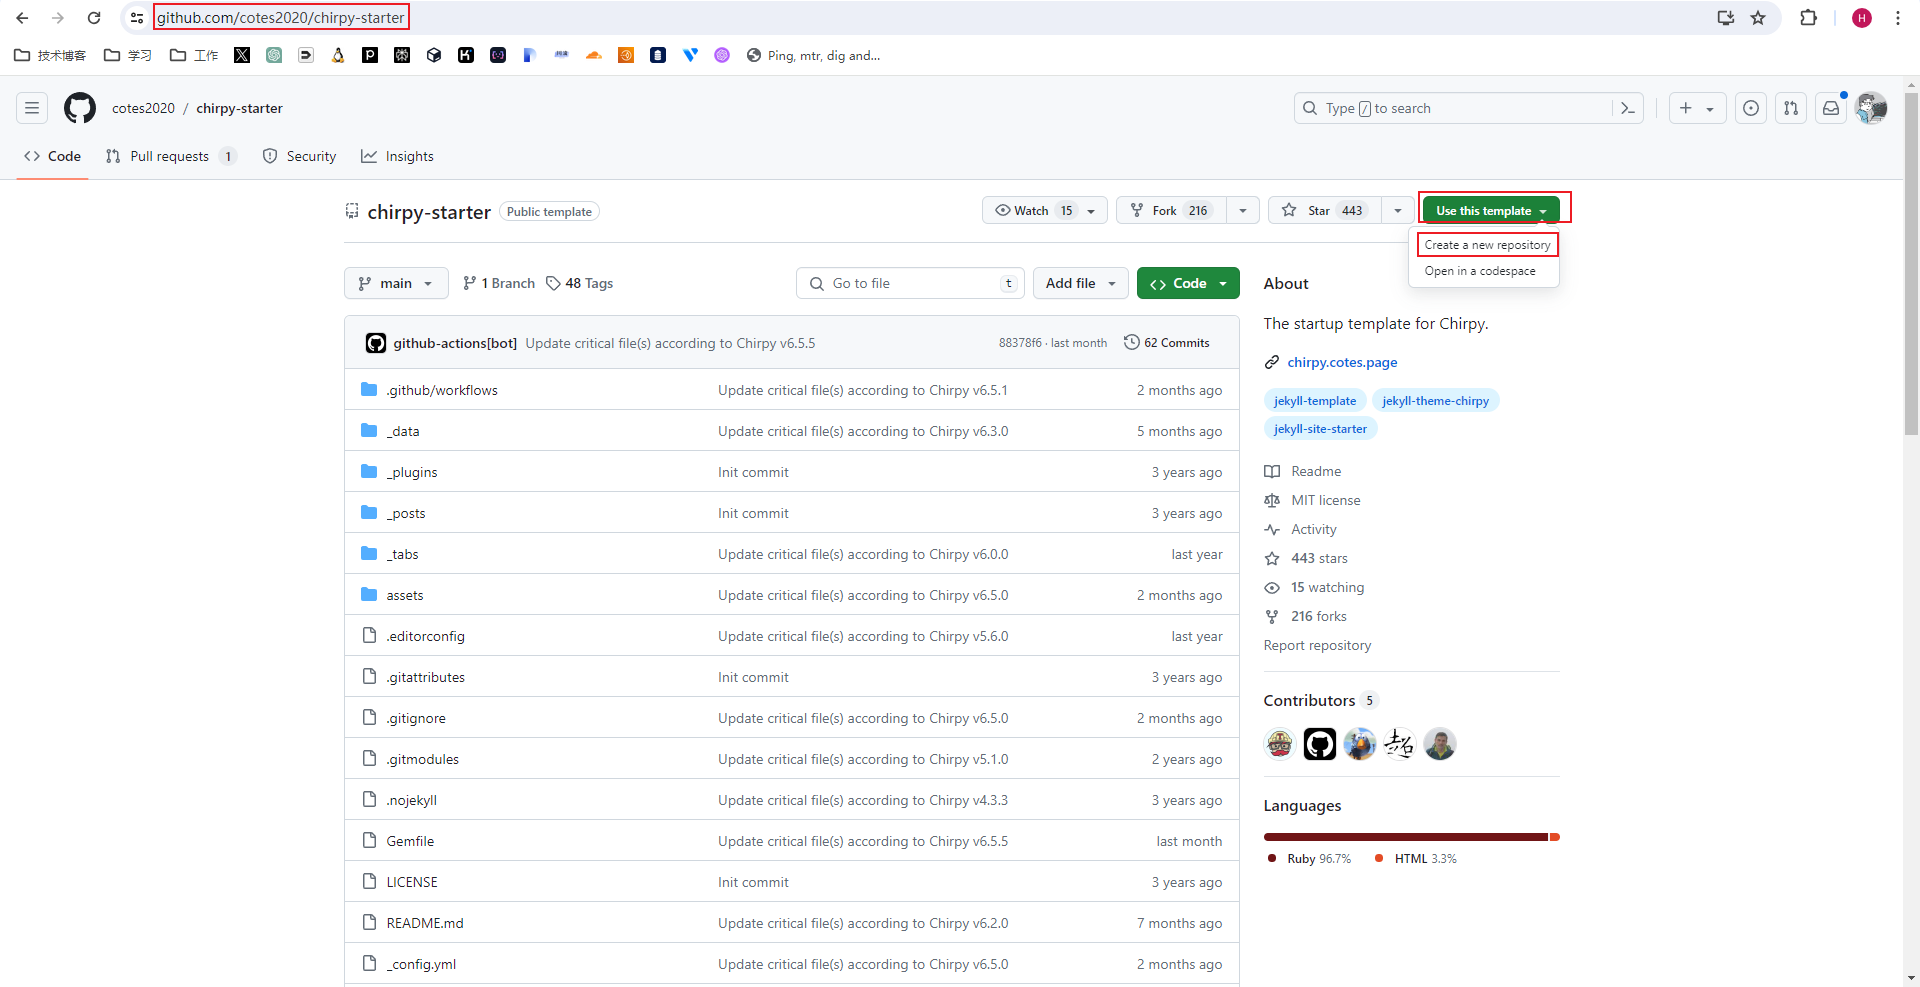 github.com/cotes2020/chirpy-starter
H
技术博客 学习 工作 Ping, mtr, dig and...
cotes2020 / chirpy-starter
Type / to search
Code Pull requests 1 Security Insights
chirpy-starter Public template
Watch 15 Fork 216 Star 443 Use this template
Create a new repository
Open in a codespace
main 1 Branch 48 Tags Go to file t Add file Code
github-actions[bot] Update critical file(s) according to Chirpy v6.5.5 88378f6 · last month 62 Commits
.github/workflows Update critical file(s) according to Chirpy v6.5.1 2 months ago
_data Update critical file(s) according to Chirpy v6.3.0 5 months ago
_plugins Init commit 3 years ago
_posts Init commit 3 years ago
_tabs Update critical file(s) according to Chirpy v6.0.0 last year
assets Update critical file(s) according to Chirpy v6.5.0 2 months ago
.editorconfig Update critical file(s) according to Chirpy v5.6.0 last year
.gitattributes Init commit 3 years ago
.gitignore Update critical file(s) according to Chirpy v6.5.0 2 months ago
.gitmodules Update critical file(s) according to Chirpy v5.1.0 2 years ago
.nojekyll Update critical file(s) according to Chirpy v4.3.3 3 years ago
Gemfile Update critical file(s) according to Chirpy v6.5.5 last month
LICENSE Init commit 3 years ago
README.md Update critical file(s) according to Chirpy v6.2.0 7 months ago
_config.yml Update critical file(s) according to Chirpy v6.5.0 2 months ago
About
The startup template for Chirpy.
chirpy.cotes.page
jekyll-template jekyll-theme-chirpy
jekyll-site-starter
Readme
MIT license
Activity
443 stars
15 watching
216 forks
Report repository
Contributors 5
Languages
Ruby 96.7% HTML 3.3%